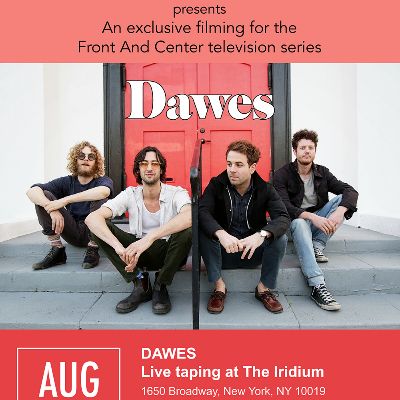 presents
An exclusive filming for the
Front And Center television series
Dawes
AUG
DAWES
Live taping at The Iridium
1650 Broadway, New York, NY 10019